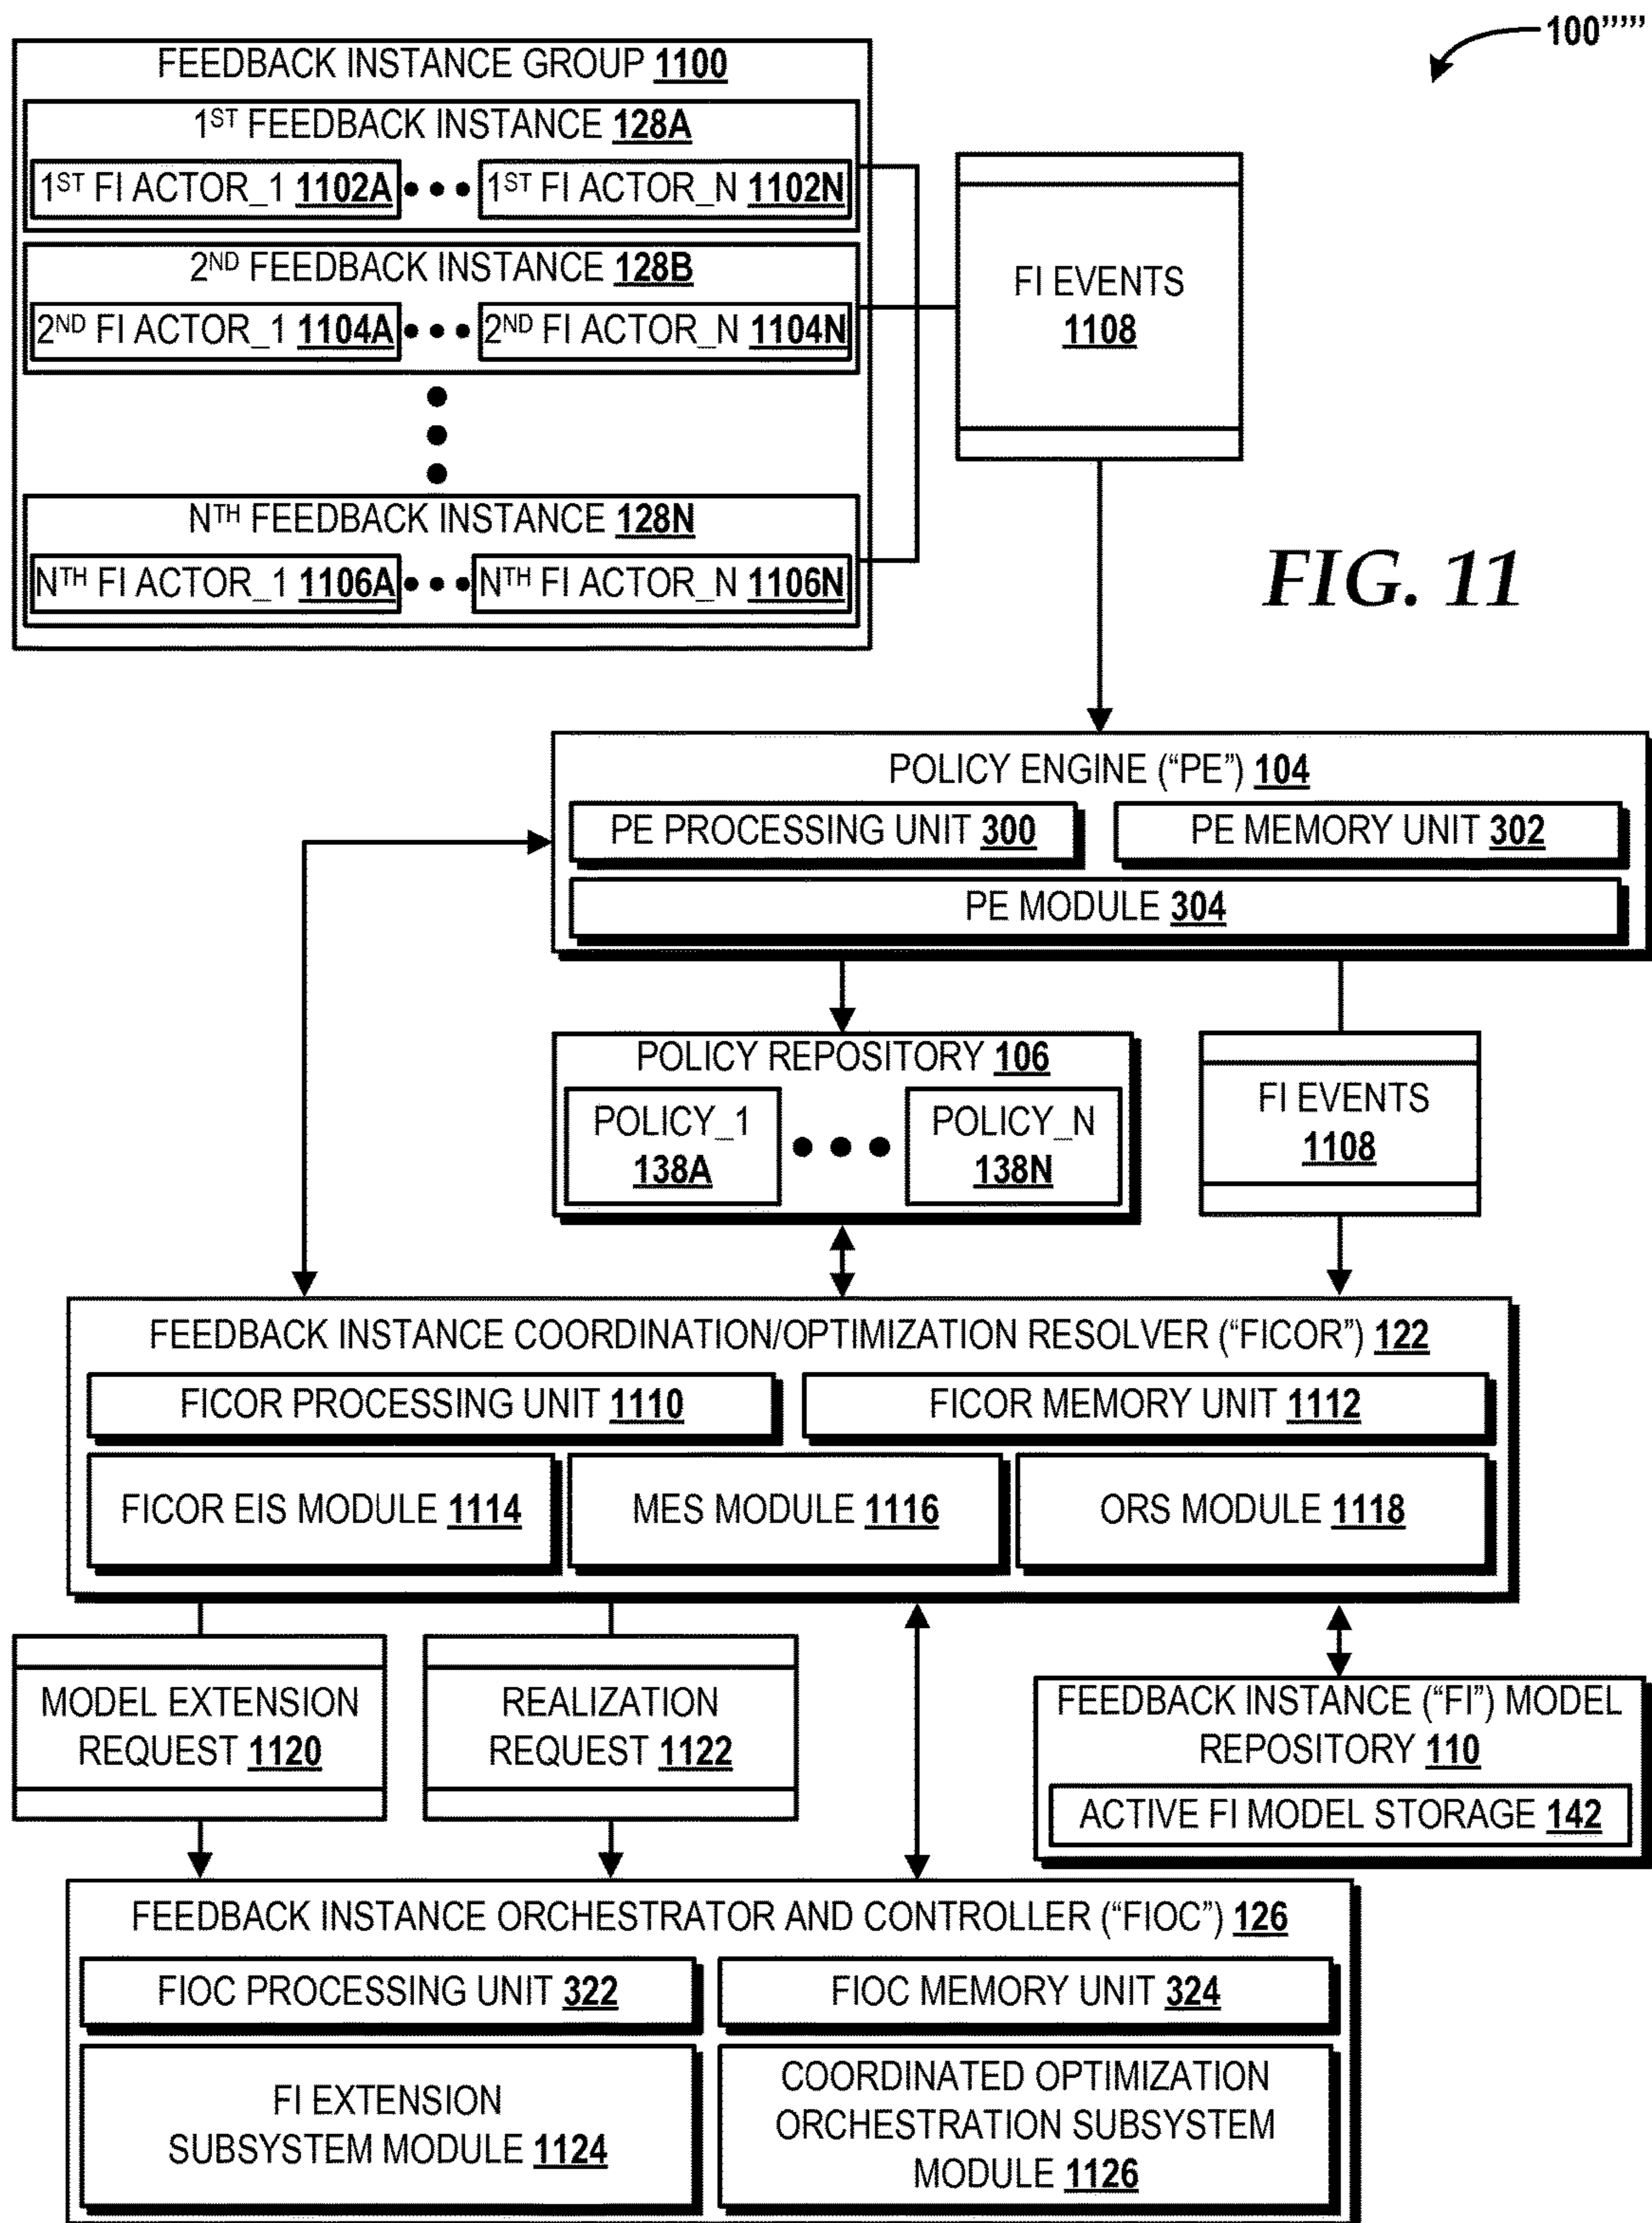 100'''''
FEEDBACK INSTANCE GROUP 1100
1ST FEEDBACK INSTANCE 128A
1ST FI ACTOR_1 1102A
1ST FI ACTOR_N 1102N
2ND FEEDBACK INSTANCE 128B
2ND FI ACTOR_1 1104A
2ND FI ACTOR_N 1104N
NTH FEEDBACK INSTANCE 128N
NTH FI ACTOR_1 1106A
NTH FI ACTOR_N 1106N
FI EVENTS
1108
FIG. 11
POLICY ENGINE (“PE”) 104
PE PROCESSING UNIT 300
PE MEMORY UNIT 302
PE MODULE 304
POLICY REPOSITORY 106
POLICY_1
138A
POLICY_N
138N
FI EVENTS
1108
FEEDBACK INSTANCE COORDINATION/OPTIMIZATION RESOLVER (“FICOR”) 122
FICOR PROCESSING UNIT 1110
FICOR MEMORY UNIT 1112
FICOR EIS MODULE 1114
MES MODULE 1116
ORS MODULE 1118
MODEL EXTENSION
REQUEST 1120
REALIZATION
REQUEST 1122
FEEDBACK INSTANCE (“FI”) MODEL
REPOSITORY 110
ACTIVE FI MODEL STORAGE 142
FEEDBACK INSTANCE ORCHESTRATOR AND CONTROLLER (“FIOC”) 126
FIOC PROCESSING UNIT 322
FIOC MEMORY UNIT 324
FI EXTENSION
SUBSYSTEM MODULE 1124
COORDINATED OPTIMIZATION
ORCHESTRATION SUBSYSTEM
MODULE 1126